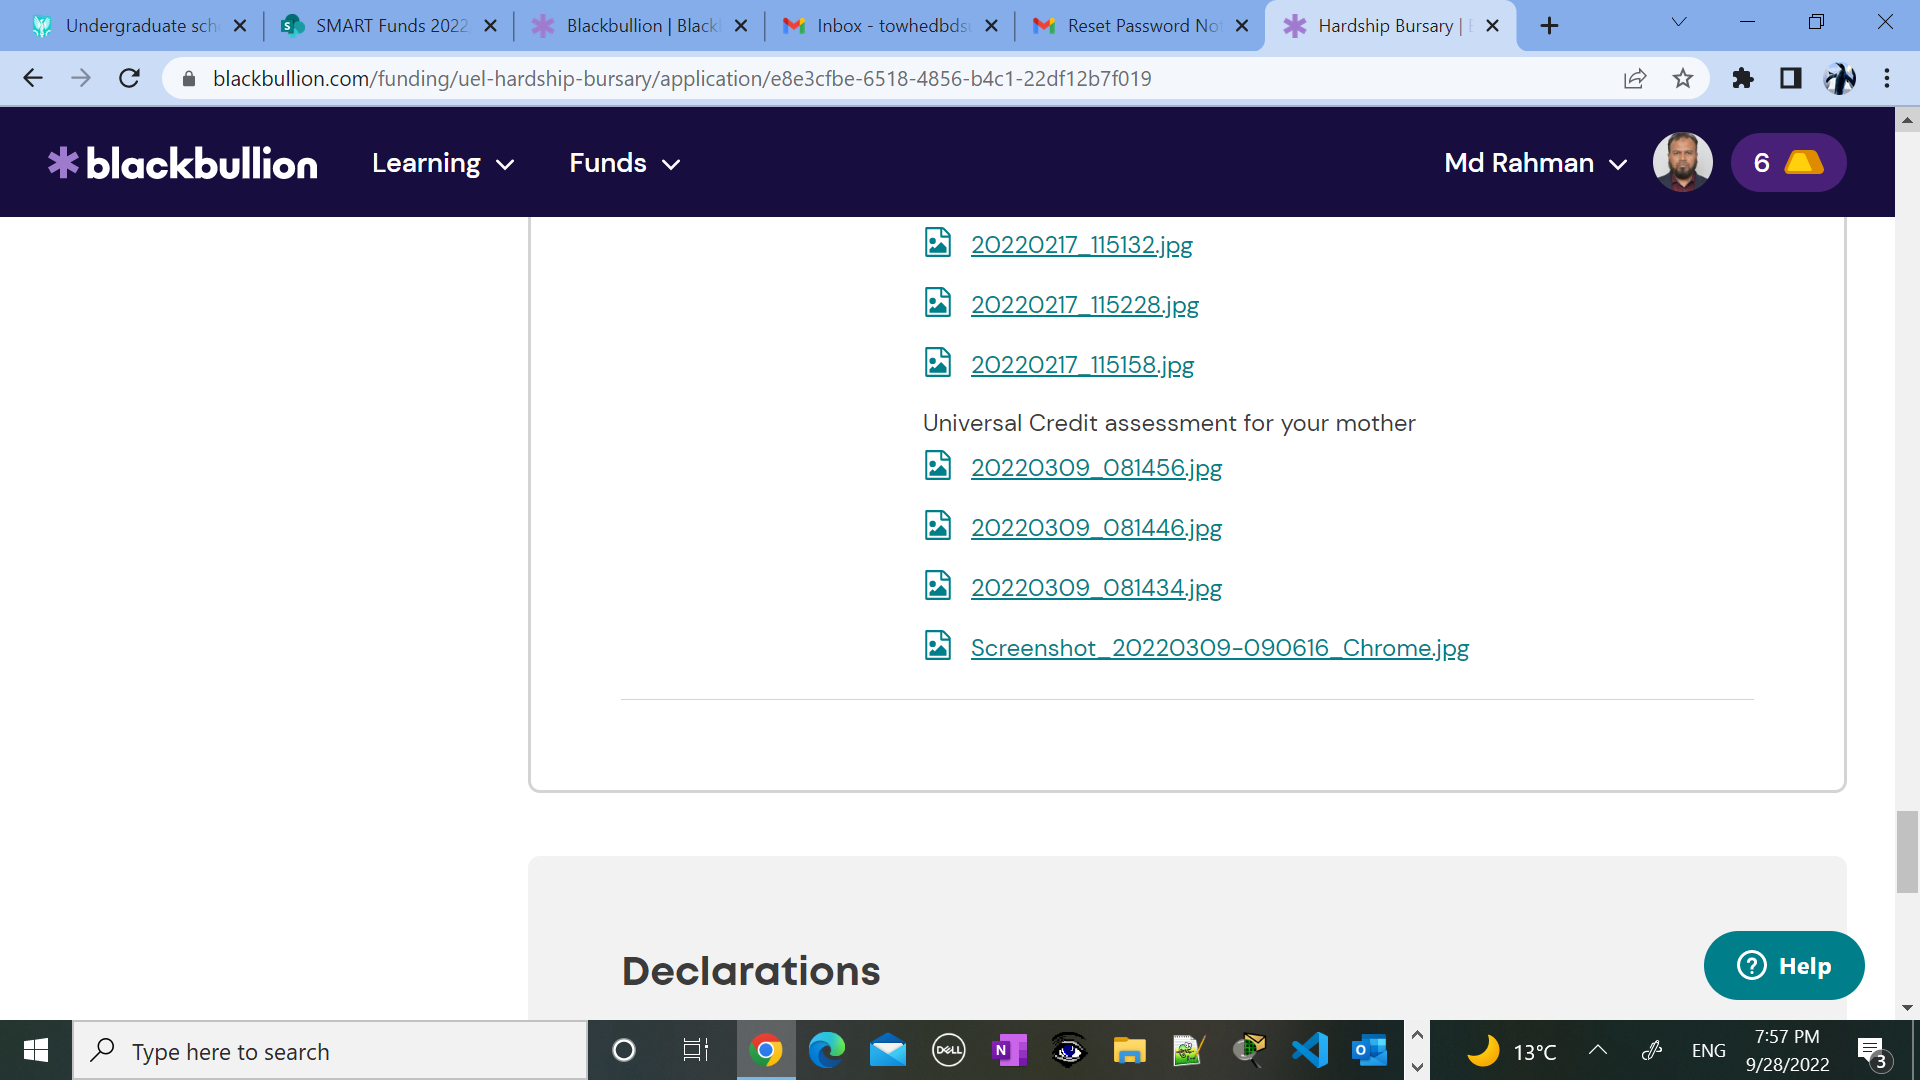 Undergraduate sch
SMART Funds 2022
Blackbullion | Black
Inbox - towhedbds
Reset Password No
Hardship Bursary |
blackbullion.com/funding/uel-hardship-bursary/application/e8e3cfbe-6518-4856-b4c1-22df12b7f019
blackbullion
Learning
Funds
Md Rahman
6
20220217_115132.jpg
20220217_115228.jpg
20220217_115158.jpg
Universal Credit assessment for your mother
20220309_081456.jpg
20220309_081446.jpg
20220309_081434.jpg
Screenshot_20220309-090616_Chrome.jpg
Declarations
Help
Type here to search
DELL
N
13°C
ENG
7:57 PM
9/28/2022
3